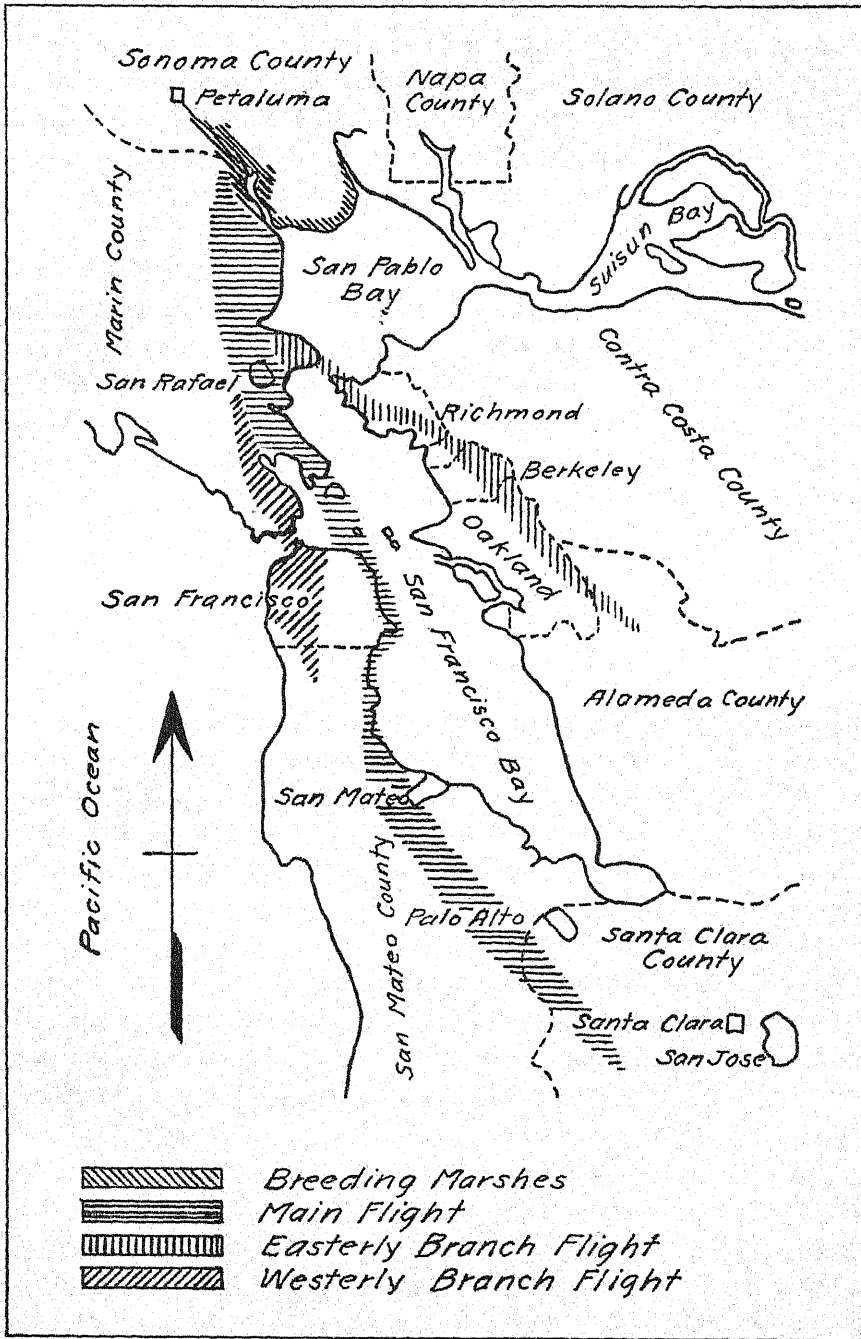 Sonoma County
Petaluma
Napa
County
Solano County
Marin County
San Pablo
Bay
Suisun Bay
San Rafael
Contra Costa County
Richmond
Berkeley
Oakland
San Francisco
San Francisco Bay
Alameda County
Pacific Ocean
San Mateo
San Mateo County
Palo Alto
Santa Clara
County
Santa Clara
San Jose
Breeding Marshes
Main Flight
Easterly Branch Flight
Westerly Branch Flight